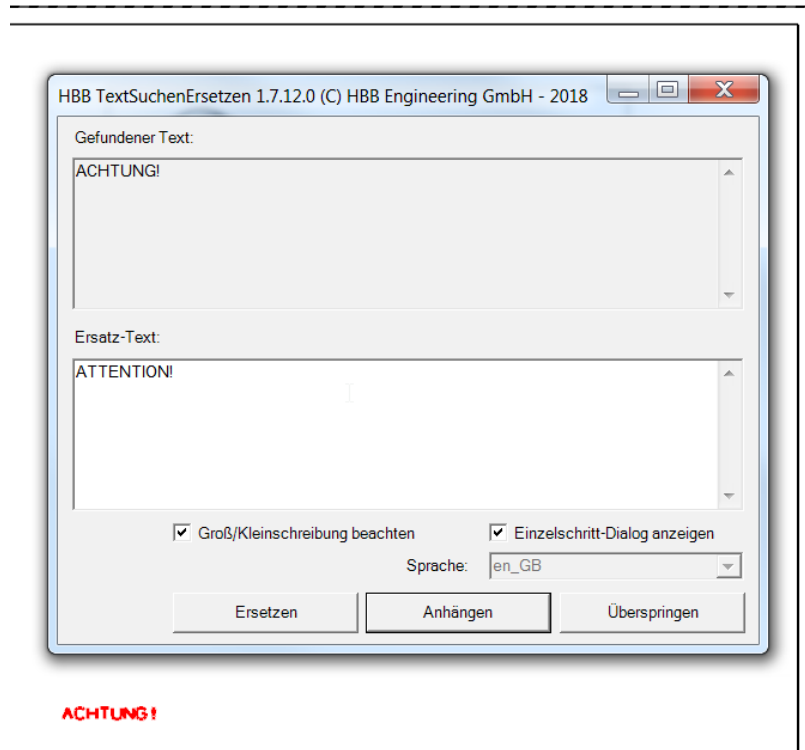 HBB TextSuchenErsetzen 1.7.12.0 (C) HBB Engineering GmbH - 2018
Gefundener Text:
ACHTUNG!
Ersatz-Text:
ATTENTION!
Groß/Kleinschreibung beachten Einzelschritt-Dialog anzeigen
Sprache: en_GB
Ersetzen Anhängen Überspringen
ACHTUNG!